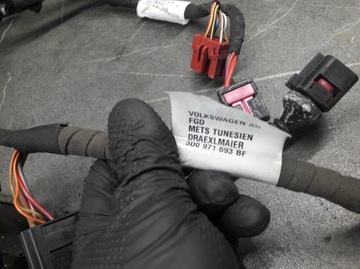 VOLKSWAGEN AG
FGD
METS TUNESIEN
DRAEXLMAIER
3D0 971 693 BF